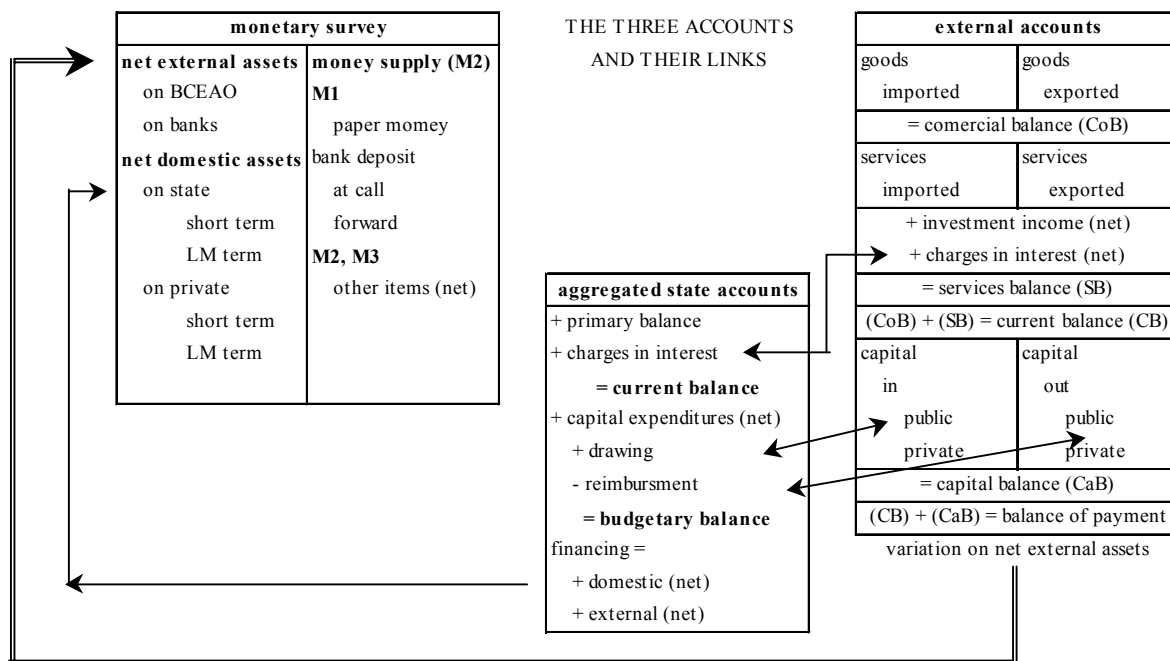 THE THREE ACCOUNTS
AND THEIR LINKS
monetary survey
net external assets
on BCEAO
on banks
net domestic assets
on state
short term
LM term
on private
short term
LM term
money supply (M2)
M1
paper momey
bank deposit
at call
forward
M2, M3
other items (net)
aggregated state accounts
+ primary balance
+ charges in interest
= current balance
+ capital expenditures (net)
+ drawing
- reimbursment
= budgetary balance
financing =
+ domestic (net)
+ external (net)
external accounts
goods
imported
goods
exported
= comercial balance (CoB)
services
imported
services
exported
+ investment income (net)
+ charges in interest (net)
= services balance (SB)
(CoB) + (SB) = current balance (CB)
capital
in
public
private
capital
out
public
private
= capital balance (CaB)
(CB) + (CaB) = balance of payment
variation on net external assets